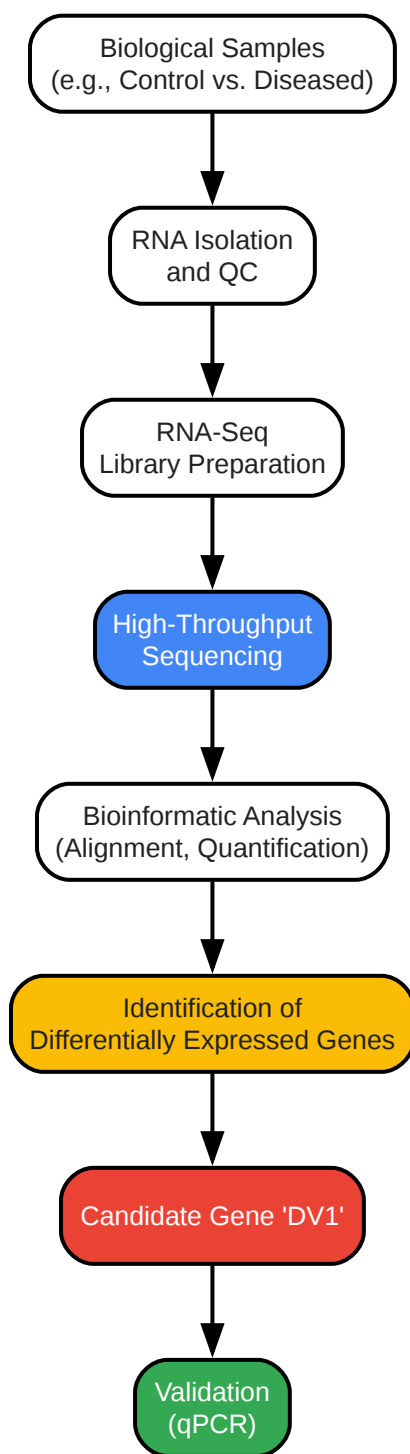 Biological Samples
(e.g., Control vs. Diseased)
RNA Isolation
and QC
RNA-Seq
Library Preparation
High-Throughput
Sequencing
Bioinformatic Analysis
(Alignment, Quantification)
Identification of
Differentially Expressed Genes
Candidate Gene 'DV1'
Validation
(qPCR)